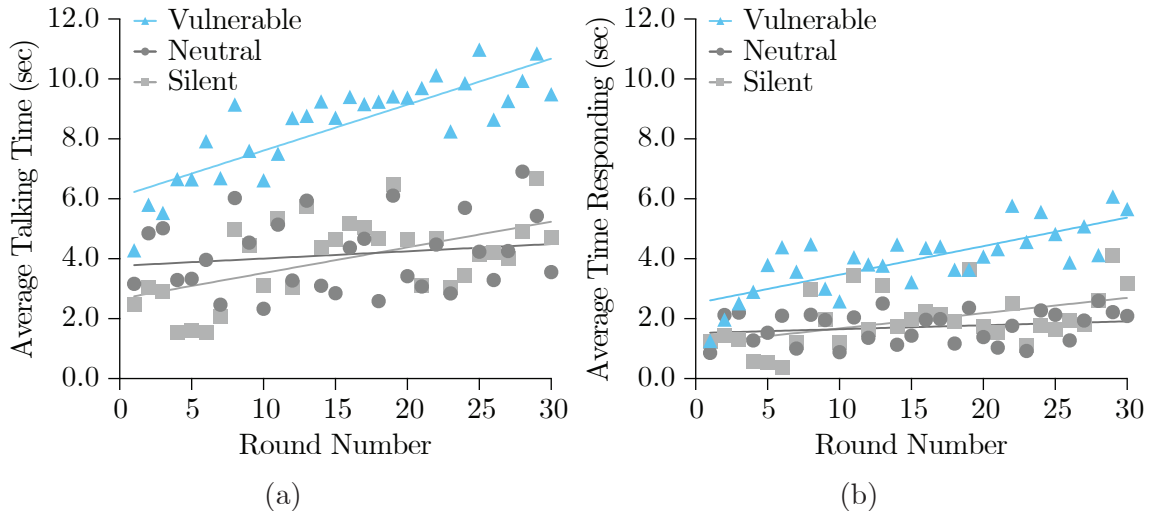 12.0
10.0
8.0
6.0
4.0
2.0
0.0
Average Talking Time (sec)
Vulnerable
Neutral
Silent
0 5 10 15 20 25 30
Round Number
(a)
12.0
10.0
8.0
6.0
4.0
2.0
0.0
Average Time Responding (sec)
Vulnerable
Neutral
Silent
0 5 10 15 20 25 30
Round Number
(b)